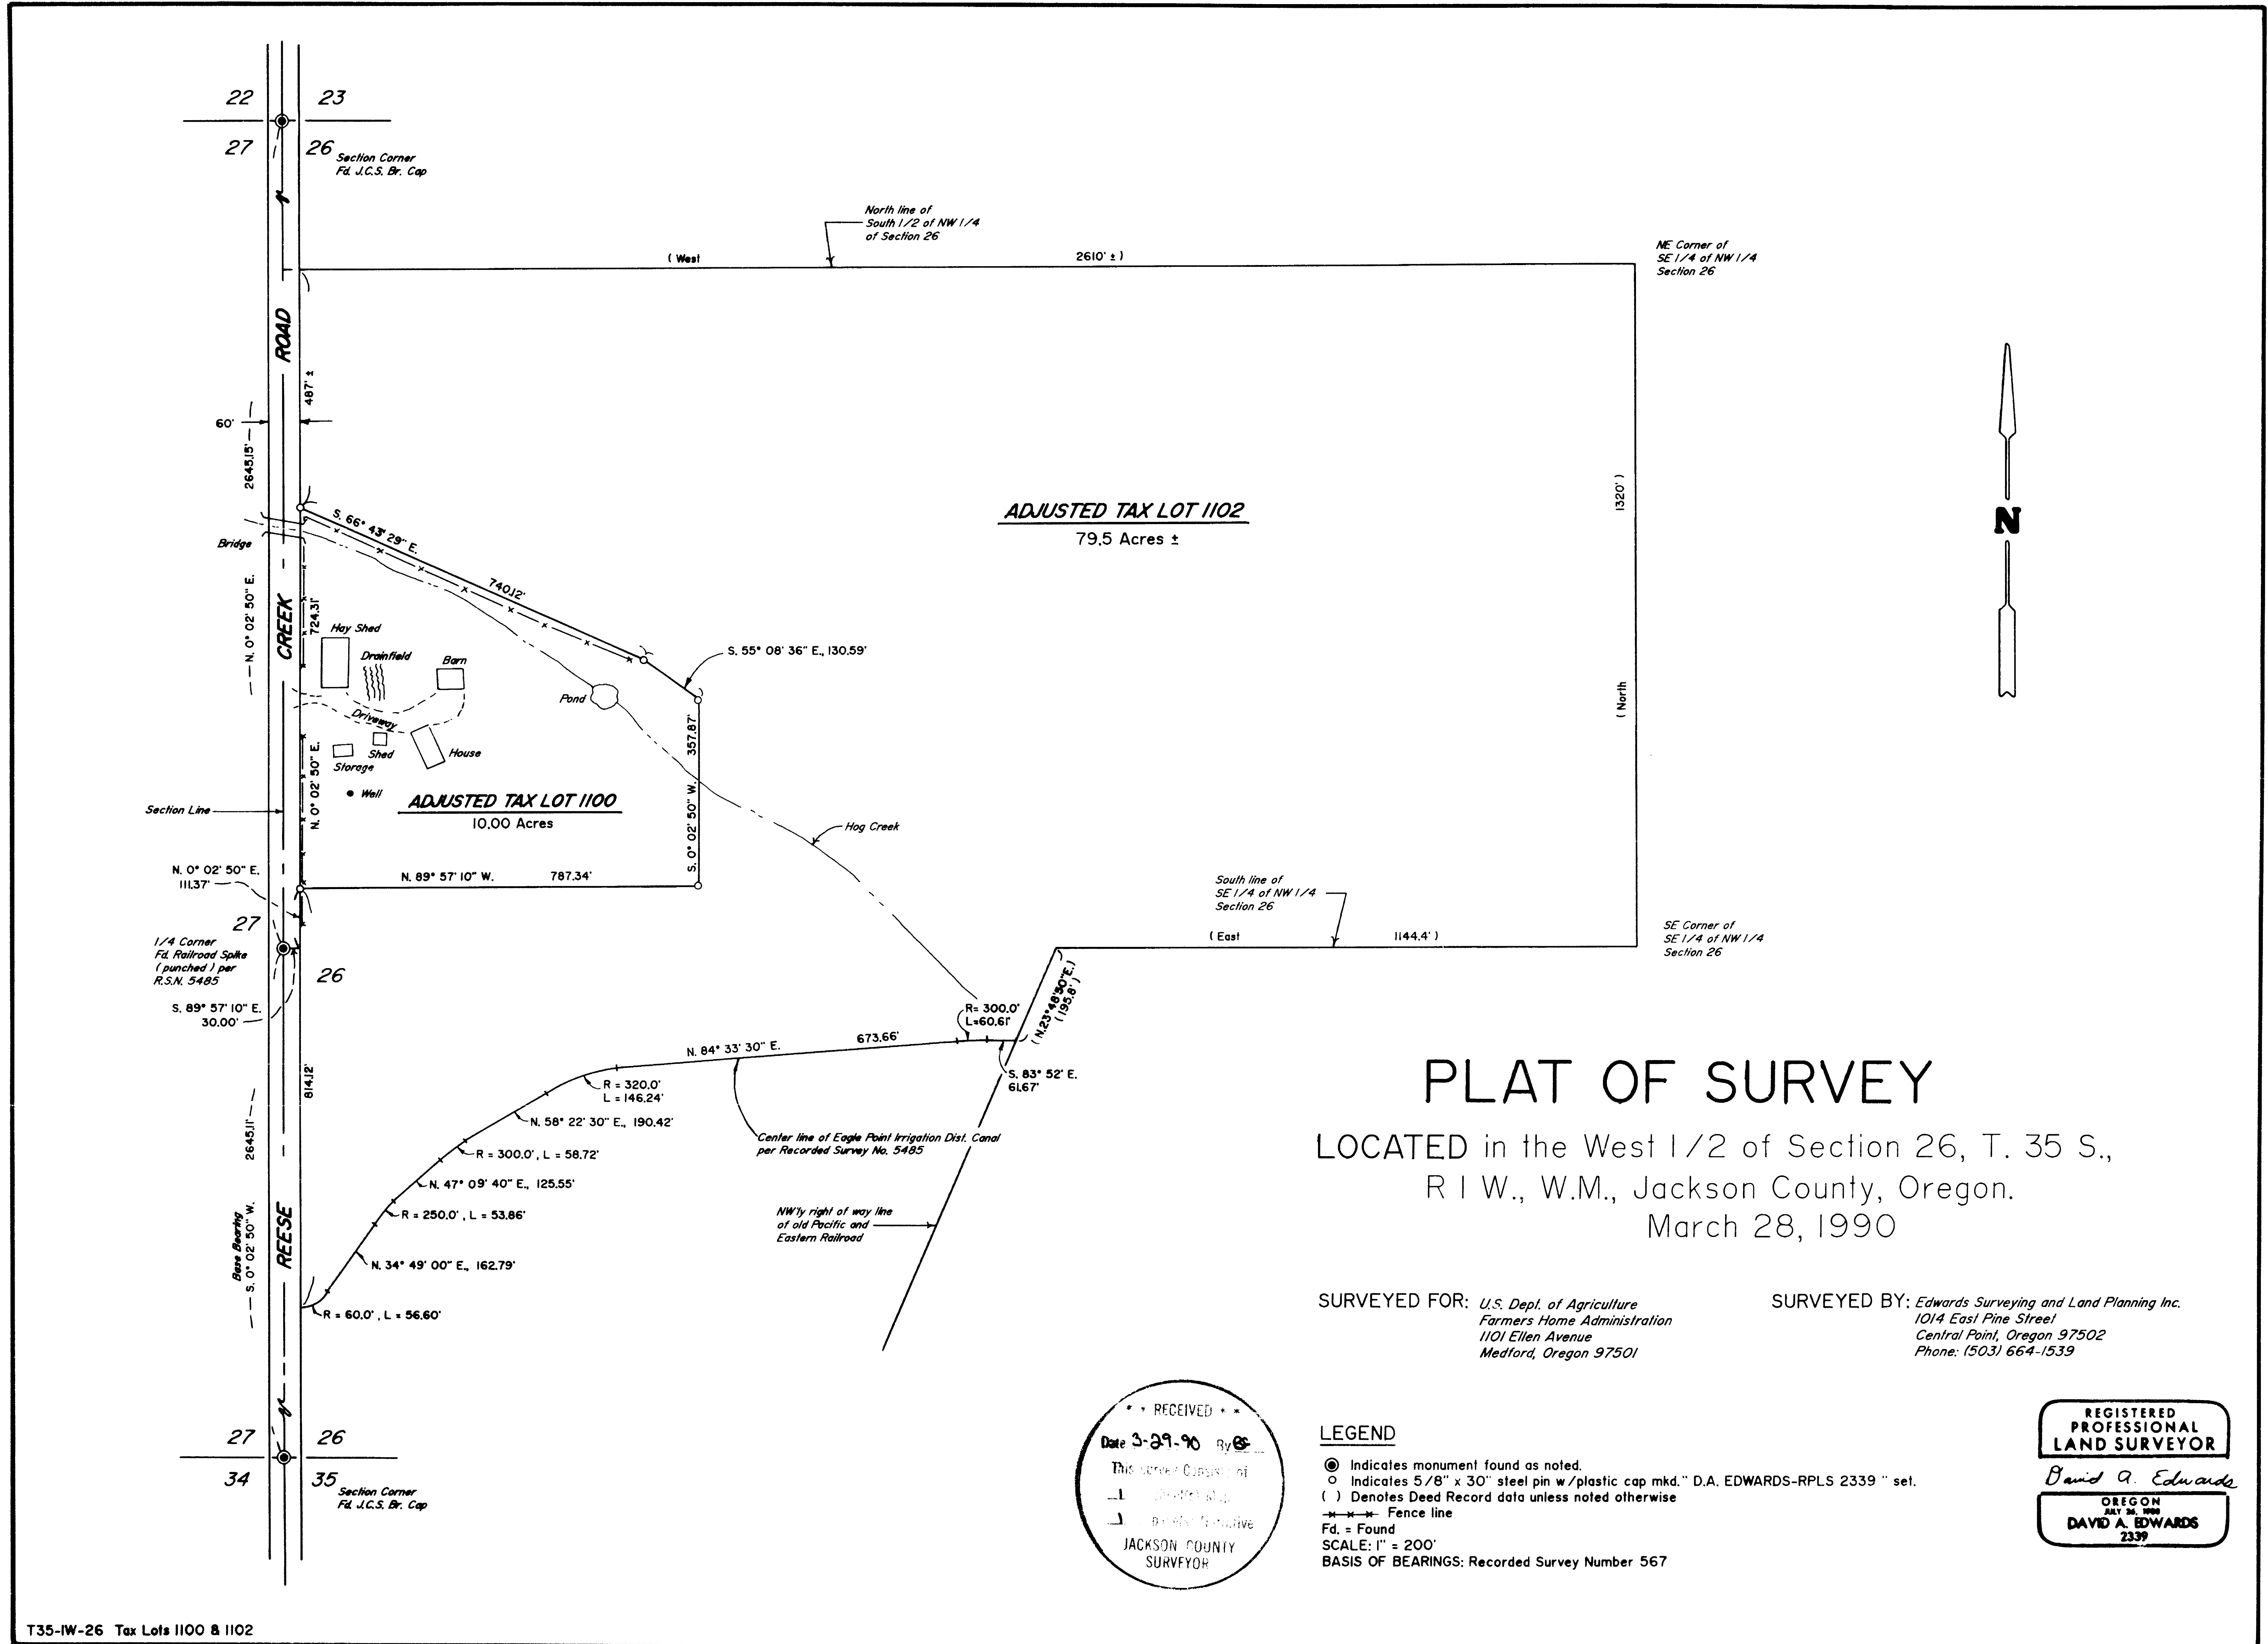 22 23
27 26
Section Corner
Fd. J.C.S. Br. Cap
North line of
South 1/2 of NW 1/4
of Section 26
( West 2610' ± )
NE Corner of
SE 1/4 of NW 1/4
Section 26
ROAD
487' ±
60'
2645.15'
N. 0° 02' 50" E.
Bridge
S. 66° 43' 29" E.
740.12'
ADJUSTED TAX LOT 1102
79.5 Acres ±
1320' )
( North
N
CREEK
724.31'
N. 0° 02' 50" E.
Hay Shed
Drainfield
Barn
Driveway
Storage
Shed
House
Well
Pond
S. 55° 08' 36" E., 130.59'
S. 0° 02' 50" W. 357.87'
Section Line
ADJUSTED TAX LOT 1100
10.00 Acres
Hog Creek
N. 89° 57' 10" W. 787.34'
N. 0° 02' 50" E.
111.37'
27
26
1/4 Corner
Fd. Railroad Spike
( punched ) per
R.S.N. 5485
S. 89° 57' 10" E.
30.00'
South line of
SE 1/4 of NW 1/4
Section 26
( East 1144.4' )
SE Corner of
SE 1/4 of NW 1/4
Section 26
( N. 23° 48' 50" E. )
( 195.8' )
R= 300.0'
L=60.61'
S. 83° 52' E.
61.67'
N. 84° 33' 30" E. 673.66'
R = 320.0'
L = 146.24'
N. 58° 22' 30" E., 190.42'
R = 300.0' , L = 58.72'
N. 47° 09' 40" E., 125.55'
R = 250.0' , L = 53.86'
N. 34° 49' 00" E., 162.79'
R = 60.0' , L = 56.60'
Center line of Eagle Point Irrigation Dist. Canal
per Recorded Survey No. 5485
NW'ly right of way line
of old Pacific and
Eastern Railroad
814.12'
2645.11'
Base Bearing
S. 0° 02' 50" W.
REESE
27 26
34 35
Section Corner
Fd. J.C.S. Br. Cap
PLAT OF SURVEY
LOCATED in the West 1/2 of Section 26, T. 35 S.,
R 1 W., W.M., Jackson County, Oregon.
March 28, 1990
SURVEYED FOR: U.S. Dept. of Agriculture
Farmers Home Administration
1101 Ellen Avenue
Medford, Oregon 97501
SURVEYED BY: Edwards Surveying and Land Planning Inc.
1014 East Pine Street
Central Point, Oregon 97502
Phone: (503) 664-1539
* * RECEIVED * *
Date 3-29-90 By
This survey Consists of
1
1
JACKSON COUNTY
SURVEYOR
LEGEND
Indicates monument found as noted.
Indicates 5/8" x 30" steel pin w/plastic cap mkd." D.A. EDWARDS-RPLS 2339 " set.
( ) Denotes Deed Record data unless noted otherwise
Fence line
Fd. = Found
SCALE: 1" = 200'
BASIS OF BEARINGS: Recorded Survey Number 567
REGISTERED
PROFESSIONAL
LAND SURVEYOR
David A. Edwards
OREGON
DAVID A. EDWARDS
2339
T35-1W-26 Tax Lots 1100 & 1102